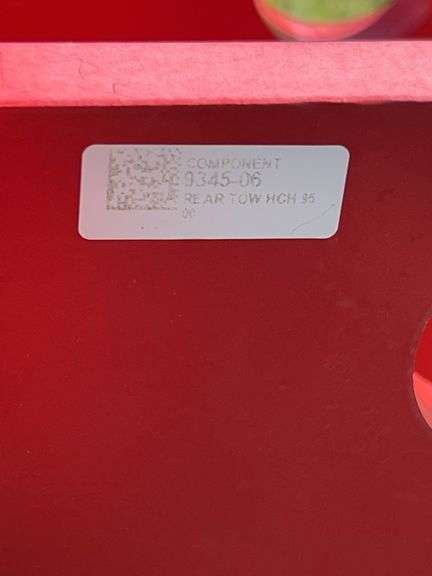 COMPONENT
9345-06
REAR TOW HCH 95
00